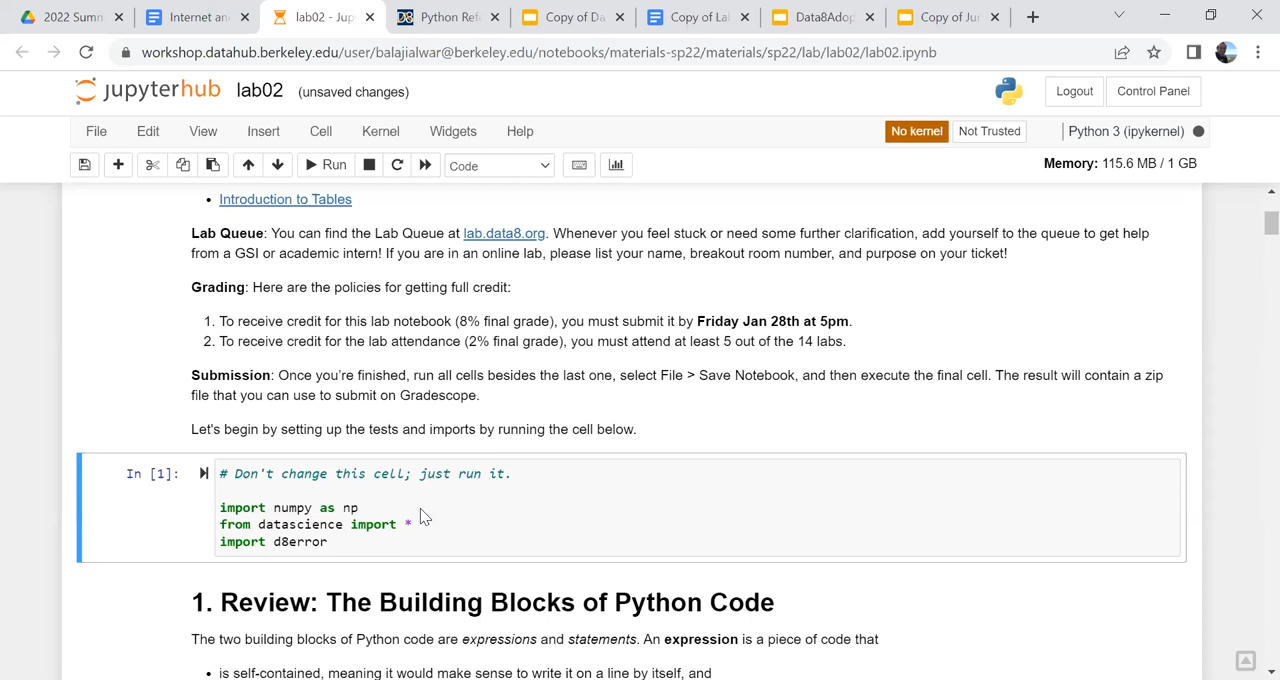 2022 Summ
Internet an
lab02 - Jup
Python Ref
Copy of Da
Copy of La
Data8Adop
Copy of Ju
workshop.datahub.berkeley.edu/user/balajialwar@berkeley.edu/notebooks/materials-sp22/materials/sp22/lab/lab02/lab02.ipynb
jupyterhub lab02 (unsaved changes) Logout Control Panel
File Edit View Insert Cell Kernel Widgets Help No kernel Not Trusted Python 3 (ipykernel)
Run Code Memory: 115.6 MB / 1 GB
• Introduction to Tables
Lab Queue: You can find the Lab Queue at lab.data8.org. Whenever you feel stuck or need some further clarification, add yourself to the queue to get help
from a GSI or academic intern! If you are in an online lab, please list your name, breakout room number, and purpose on your ticket!
Grading: Here are the policies for getting full credit:
1. To receive credit for this lab notebook (8% final grade), you must submit it by Friday Jan 28th at 5pm.
2. To receive credit for the lab attendance (2% final grade), you must attend at least 5 out of the 14 labs.
Submission: Once you're finished, run all cells besides the last one, select File > Save Notebook, and then execute the final cell. The result will contain a zip
file that you can use to submit on Gradescope.
Let's begin by setting up the tests and imports by running the cell below.
In [1]: # Don't change this cell; just run it.
import numpy as np
from datascience import *
import d8error
1. Review: The Building Blocks of Python Code
The two building blocks of Python code are expressions and statements. An expression is a piece of code that
• is self-contained, meaning it would make sense to write it on a line by itself, and